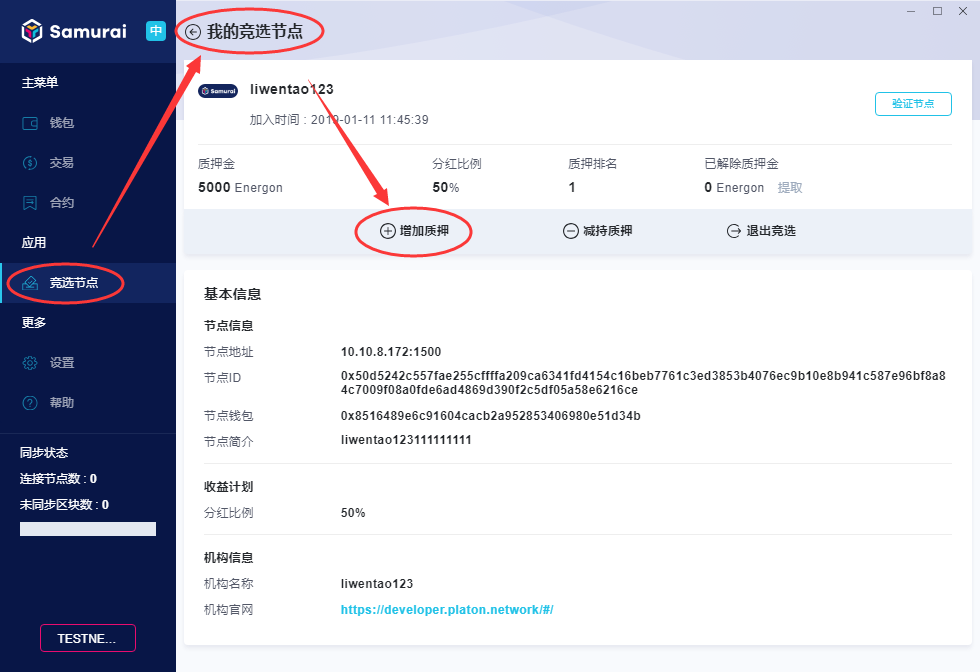 Samurai
中
主菜单
钱包
交易
合约
应用
竞选节点
更多
设置
帮助
同步状态
连接节点数 : 0
未同步区块数 : 0
TESTNE...
我的竞选节点
Samurai
liwentao123
加入时间 : 2019-01-11 11:45:39
验证节点
质押金
5000 Energon
分红比例
50%
质押排名
1
已解除质押金
0 Energon 提取
增加质押
减持质押
退出竞选
基本信息
节点信息
节点地址
10.10.8.172:1500
节点ID
0x50d5242c557fae255cffffa209ca6341fd4154c16beb7761c3ed3853b4076ec9b10e8b941c587e96bf8a8
4c7009f08a0fde6ad4869d390f2c5df05a58e6216ce
节点钱包
0x8516489e6c91604cacb2a952853406980e51d34b
节点简介
liwentao123111111111
收益计划
分红比例
50%
机构信息
机构名称
liwentao123
机构官网
https://developer.platon.network/#/